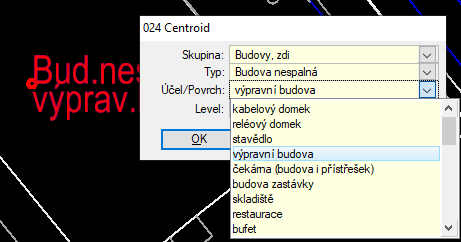 Bud.nes
výprav.
024 Centroid
Skupina: Budovy, zdi
Typ: Budova nespalná
Účel/Povrch: výpravní budova
Level:
kabelový domek
reléový domek
stavědlo
výpravní budova
čekárna (budova i přístřešek)
budova zastávky
skladiště
restaurace
bufet
OK